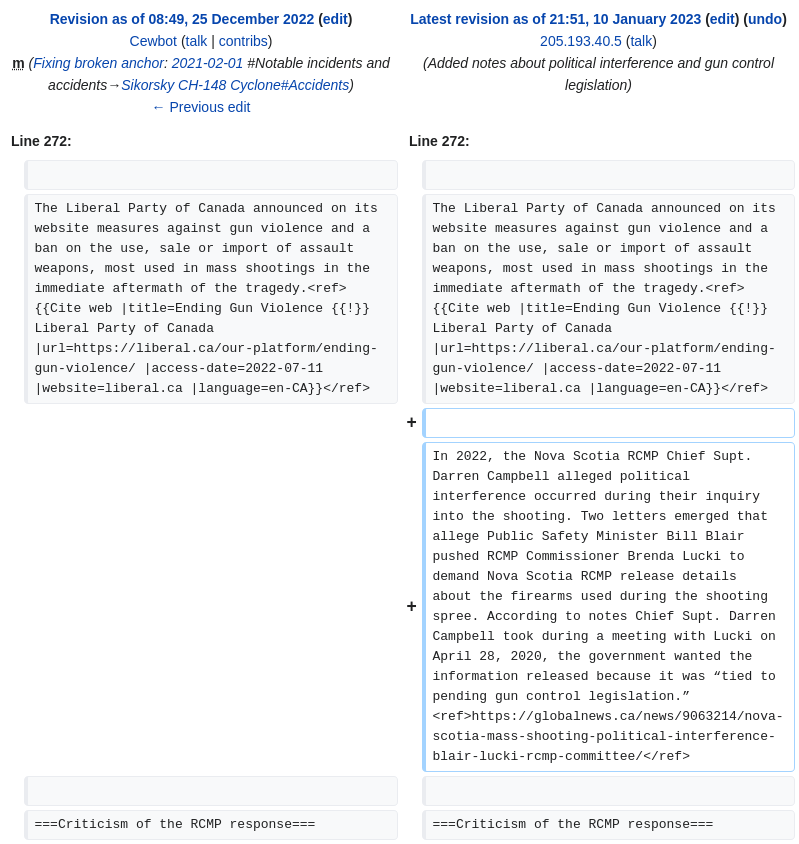 Revision as of 08:49, 25 December 2022 (edit)
Cewbot (talk | contribs)
m (Fixing broken anchor: 2021-02-01 #Notable incidents and
accidents→Sikorsky CH-148 Cyclone#Accidents)
← Previous edit
Latest revision as of 21:51, 10 January 2023 (edit) (undo)
205.193.40.5 (talk)
(Added notes about political interference and gun control
legislation)
Line 272:
Line 272:
The Liberal Party of Canada announced on its
website measures against gun violence and a
ban on the use, sale or import of assault
weapons, most used in mass shootings in the
immediate aftermath of the tragedy.<ref>
{{Cite web |title=Ending Gun Violence {{!}}
Liberal Party of Canada
|url=https://liberal.ca/our-platform/ending-
gun-violence/ |access-date=2022-07-11
|website=liberal.ca |language=en-CA}}</ref>
The Liberal Party of Canada announced on its
website measures against gun violence and a
ban on the use, sale or import of assault
weapons, most used in mass shootings in the
immediate aftermath of the tragedy.<ref>
{{Cite web |title=Ending Gun Violence {{!}}
Liberal Party of Canada
|url=https://liberal.ca/our-platform/ending-
gun-violence/ |access-date=2022-07-11
|website=liberal.ca |language=en-CA}}</ref>
+
+
In 2022, the Nova Scotia RCMP Chief Supt.
Darren Campbell alleged political
interference occurred during their inquiry
into the shooting. Two letters emerged that
allege Public Safety Minister Bill Blair
pushed RCMP Commissioner Brenda Lucki to
demand Nova Scotia RCMP release details
about the firearms used during the shooting
spree. According to notes Chief Supt. Darren
Campbell took during a meeting with Lucki on
April 28, 2020, the government wanted the
information released because it was “tied to
pending gun control legislation.”
<ref>https://globalnews.ca/news/9063214/nova-
scotia-mass-shooting-political-interference-
blair-lucki-rcmp-committee/</ref>
===Criticism of the RCMP response===
===Criticism of the RCMP response===